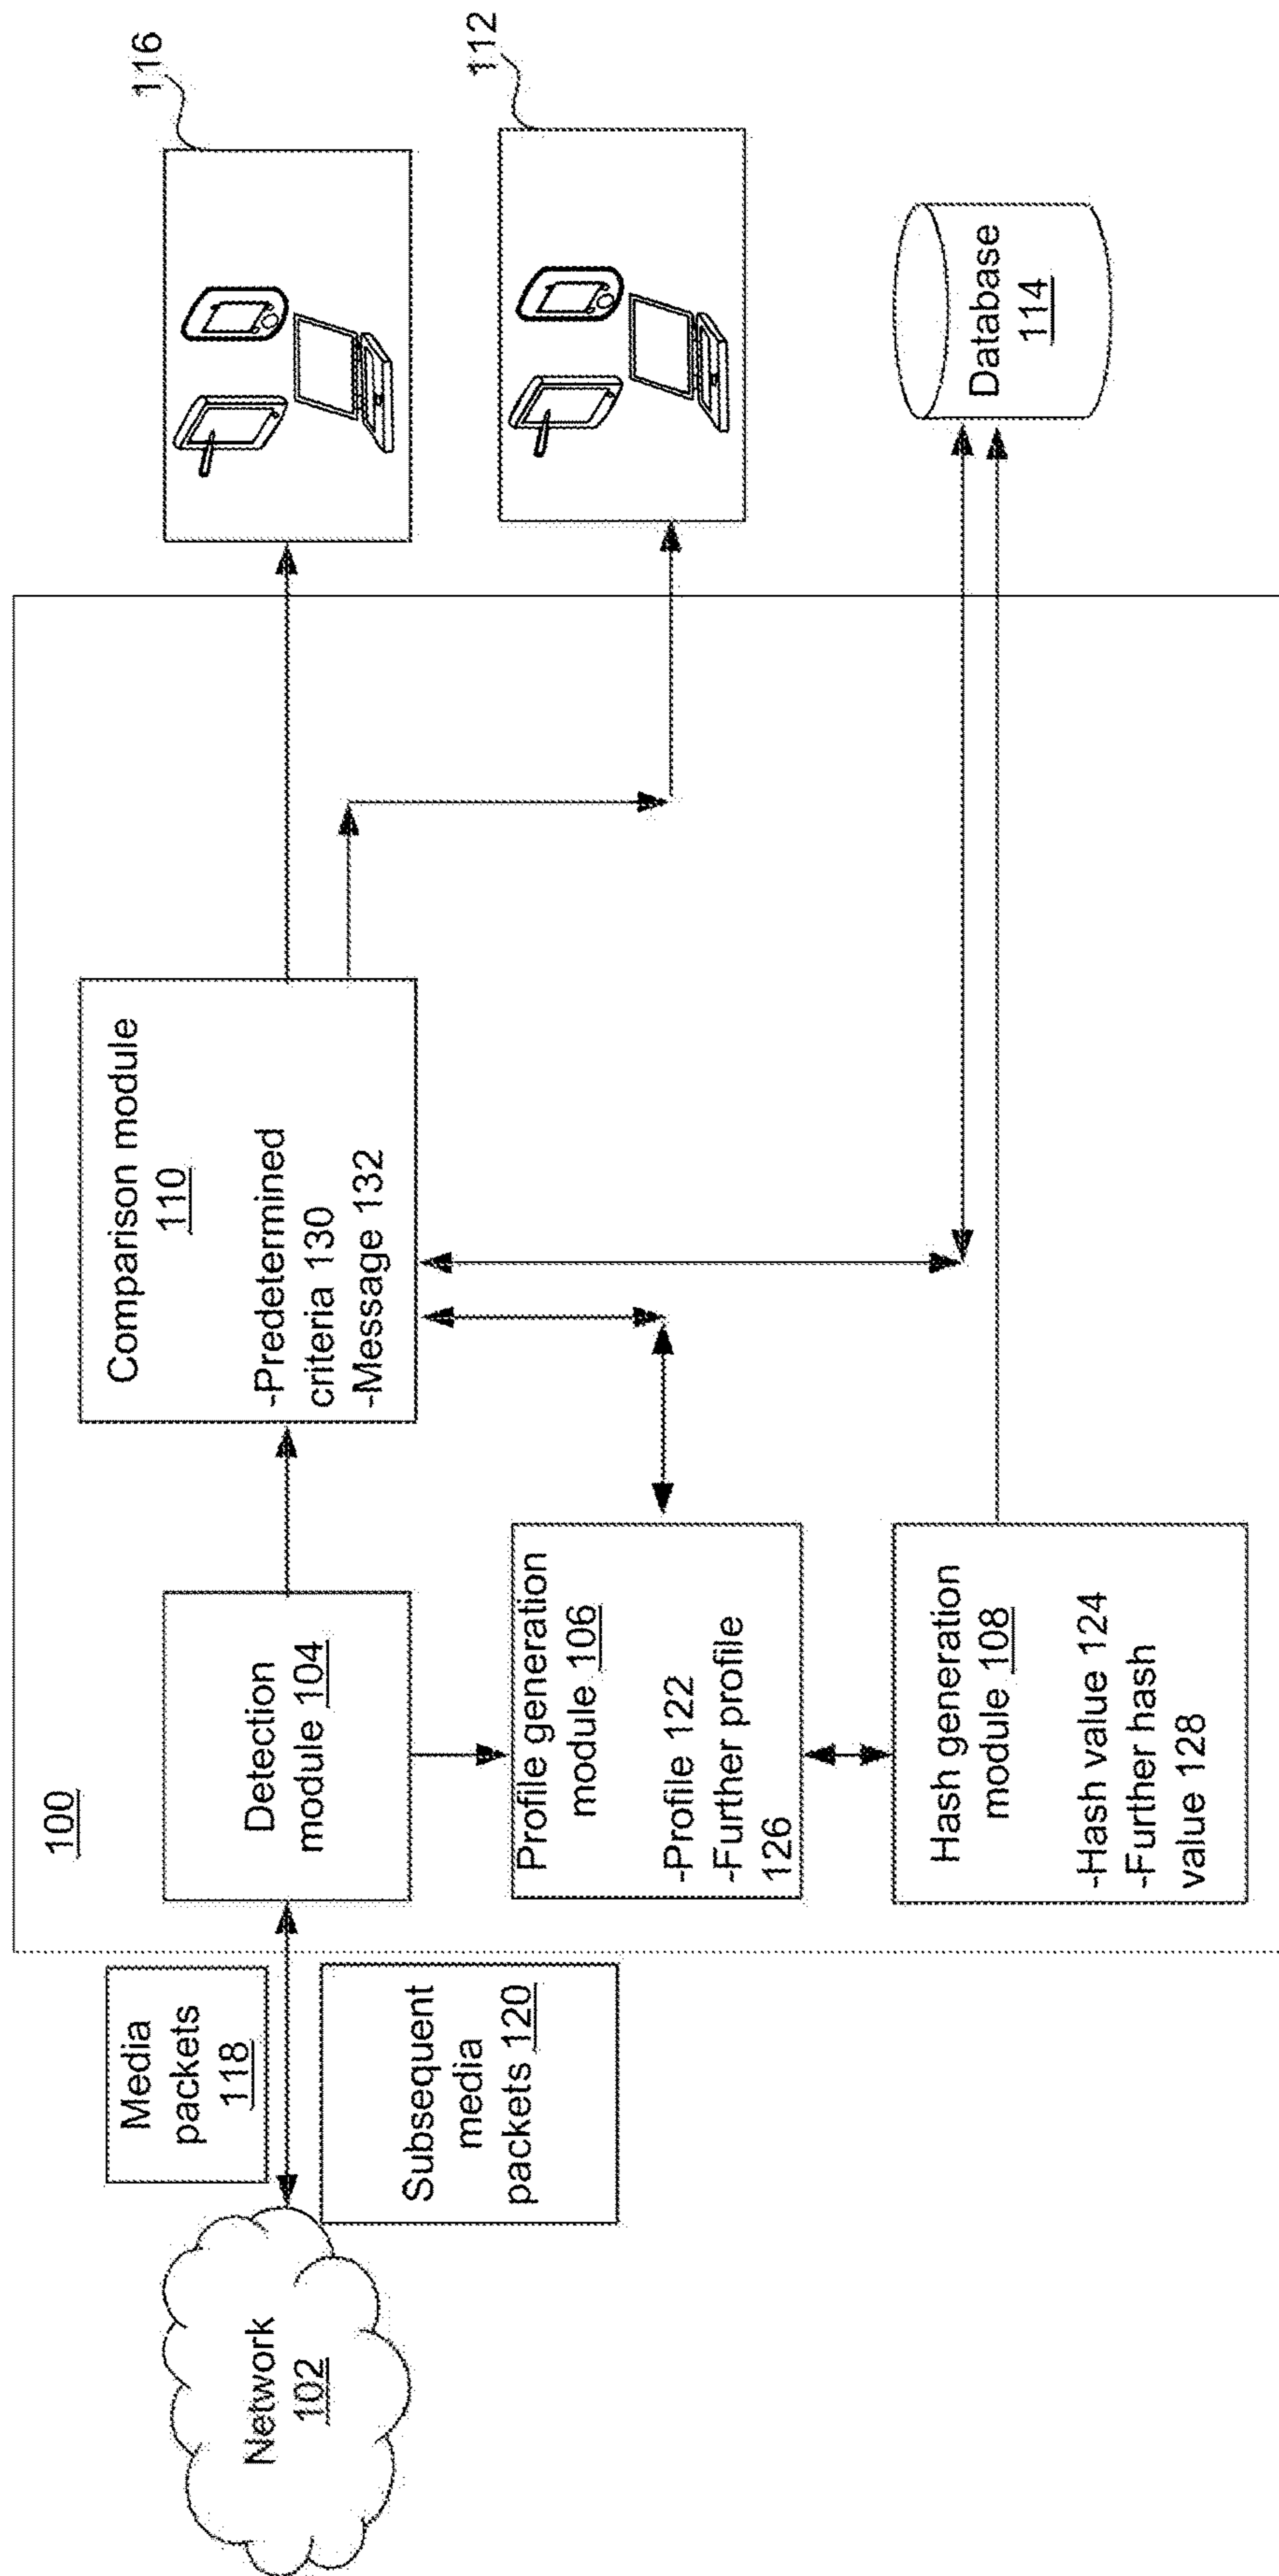 100
Network
102
Media
packets
118
Subsequent
media
packets 120
Detection
module 104
Profile generation
module 106
-Profile 122
-Further profile
126
Hash generation
module 108
-Hash value 124
-Further hash
value 128
Comparison module
110
-Predetermined
criteria 130
-Message 132
116
112
Database
114